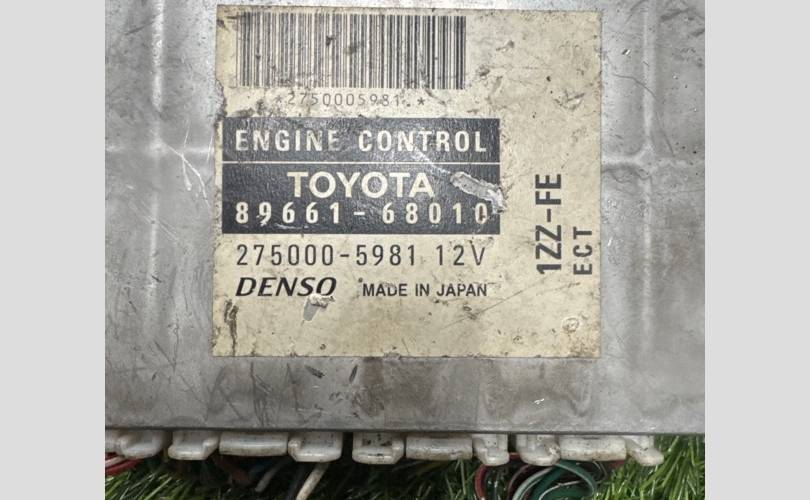 *2750005981*
ENGINE CONTROL
TOYOTA
89661-68010
275000-5981 12V
DENSO MADE IN JAPAN
1ZZ-FE
ECT